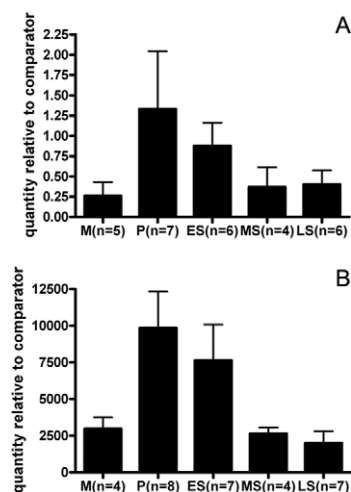 A
quantity relative to comparator
2.25
2.00
1.75
1.50
1.25
1.00
0.75
0.50
0.25
0.00
M(n=5) P(n=7) ES(n=6) MS(n=4) LS(n=6)
B
quantity relative to comparator
12500
10000
7500
5000
2500
0
M(n=4) P(n=8) ES(n=7) MS(n=4) LS(n=7)